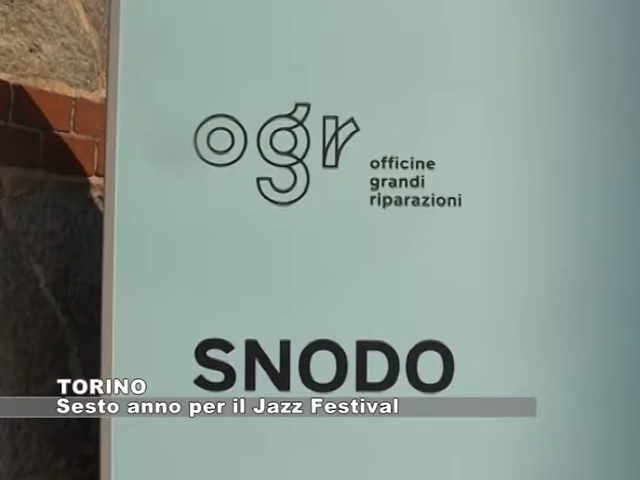 ogr
officine
grandi
riparazioni
SNODO
TORINO
Sesto anno per il Jazz Festival